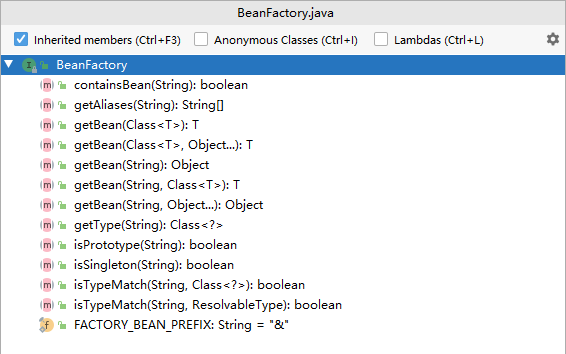 BeanFactory.java
Inherited members (Ctrl+F3) Anonymous Classes (Ctrl+I) Lambdas (Ctrl+L)
I BeanFactory
m containsBean(String): boolean
m getAliases(String): String[]
m getBean(Class<T>): T
m getBean(Class<T>, Object...): T
m getBean(String): Object
m getBean(String, Class<T>): T
m getBean(String, Object...): Object
m getType(String): Class<?>
m isPrototype(String): boolean
m isSingleton(String): boolean
m isTypeMatch(String, Class<?>): boolean
m isTypeMatch(String, ResolvableType): boolean
f FACTORY_BEAN_PREFIX: String = "&"